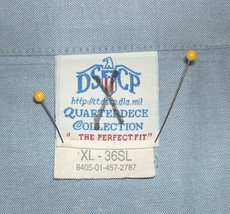 DSCP
http://ct.dscp.dla.mil
QUARTERDECK
COLLECTION
"...THE PERFECT FIT"
XL - 36SL
8405-01-457-2787